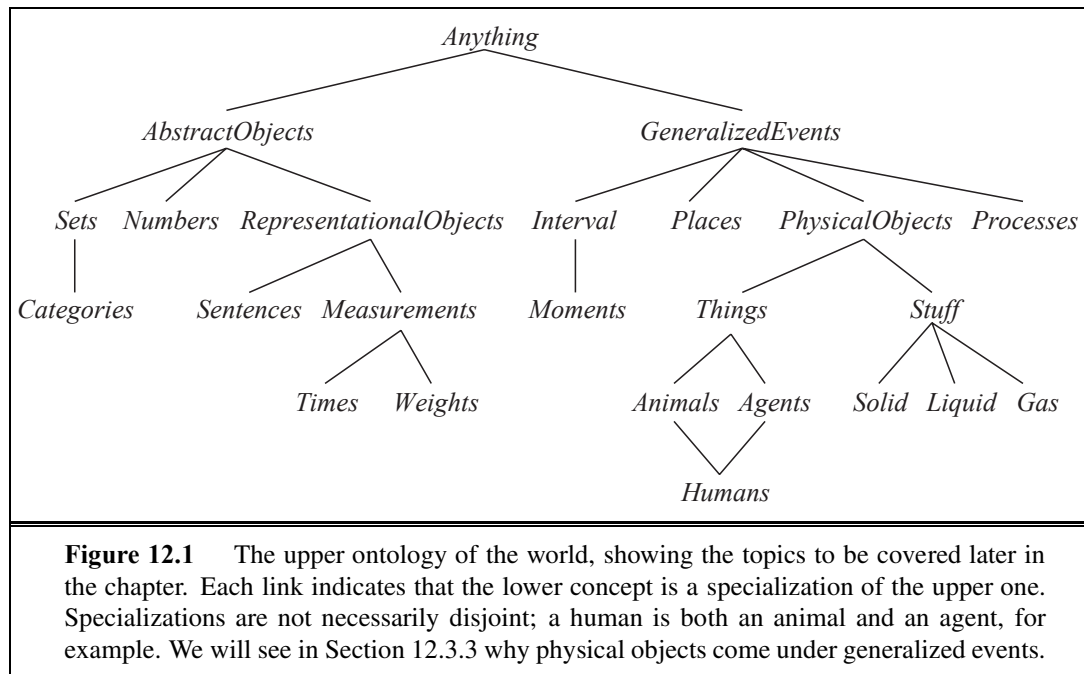 Anything
AbstractObjects GeneralizedEvents
Sets Numbers RepresentationalObjects Interval Places PhysicalObjects Processes
Categories Sentences Measurements Moments Things Stuff
Times Weights Animals Agents Solid Liquid Gas
Humans
Figure 12.1 The upper ontology of the world, showing the topics to be covered later in
the chapter. Each link indicates that the lower concept is a specialization of the upper one.
Specializations are not necessarily disjoint; a human is both an animal and an agent, for
example. We will see in Section 12.3.3 why physical objects come under generalized events.